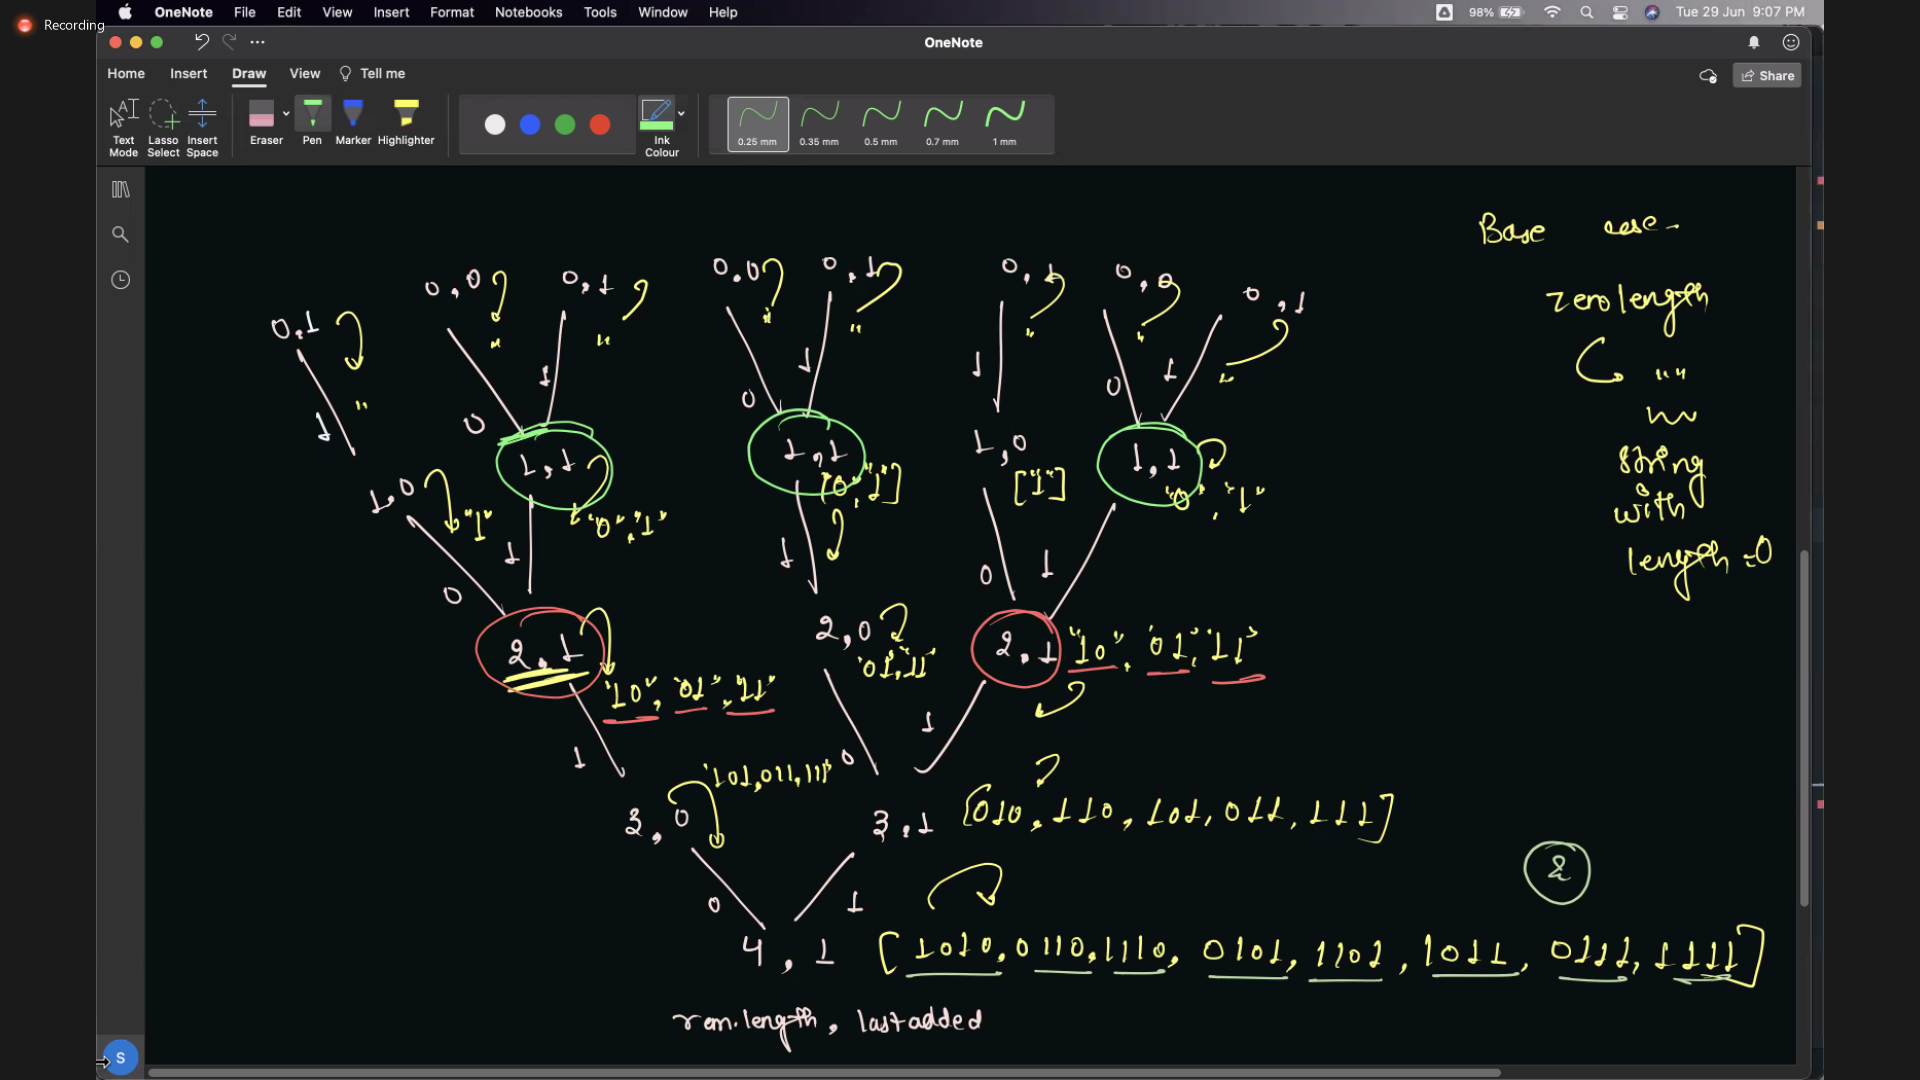 Recording
OneNote File Edit View Insert Format Notebooks Tools Window Help 98% Tue 29 Jun 9:07 PM
OneNote
Home Insert Draw View Tell me Share
Text Mode Lasso Select Insert Space Eraser Pen Marker Highlighter Ink Colour 0.25 mm 0.35 mm 0.5 mm 0.7 mm 1 mm
Base case-
zero length
""
string
with
length=0
0,1 0,0 0,1 0,0 0,1 0,1 0,0 0,1
" " " " " " " "
1 0 1 0 1 1 0 1
1,0 1,1 1,1 1,0 1,1
"1" "0","1" ["0","1"] ["1"] "0","1"
0 1 1 0 1
2,1 2,0 2,1 "10", "01", "11"
"10", "01", "11" "01,11"
1 0 1
"101,011,111"
3,0 3,1 [010,110,101,011,111]
2
0 1
4,1 [1010,0110,1110,0101,1101,1011,0111,1111]
rem.length, last added
S